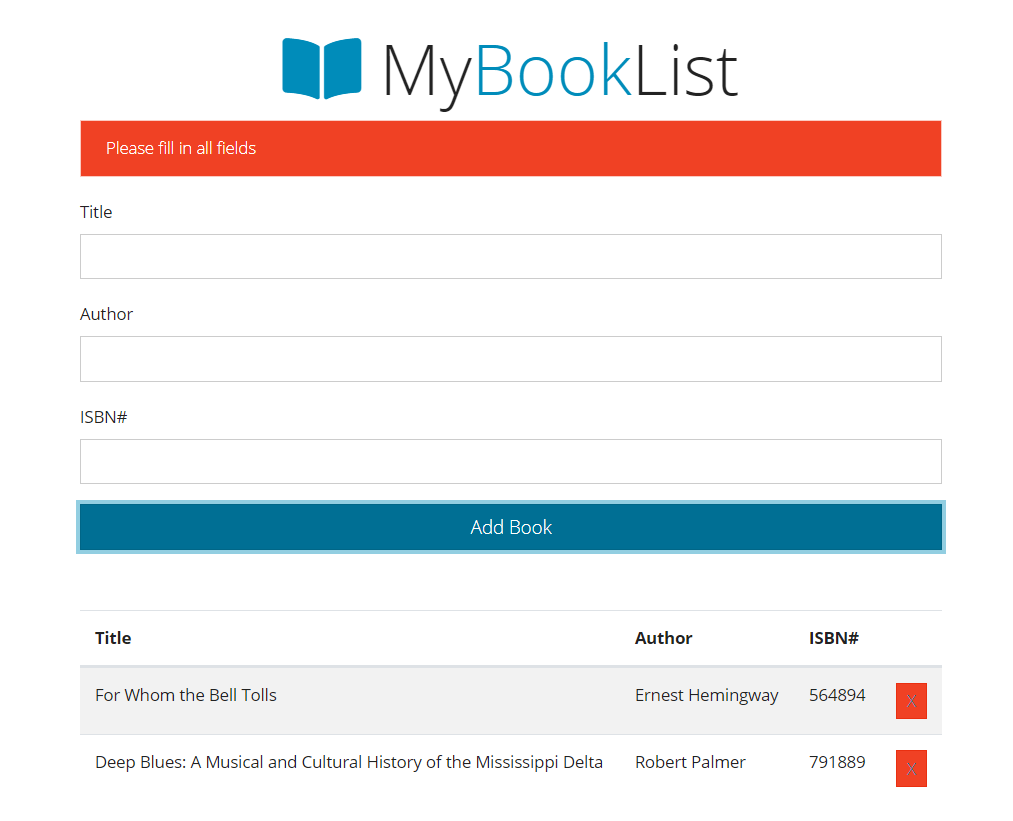 MyBookList
Please fill in all fields
Title
Author
ISBN#
Add Book
Title Author ISBN#
For Whom the Bell Tolls Ernest Hemingway 564894 X
Deep Blues: A Musical and Cultural History of the Mississippi Delta Robert Palmer 791889 X